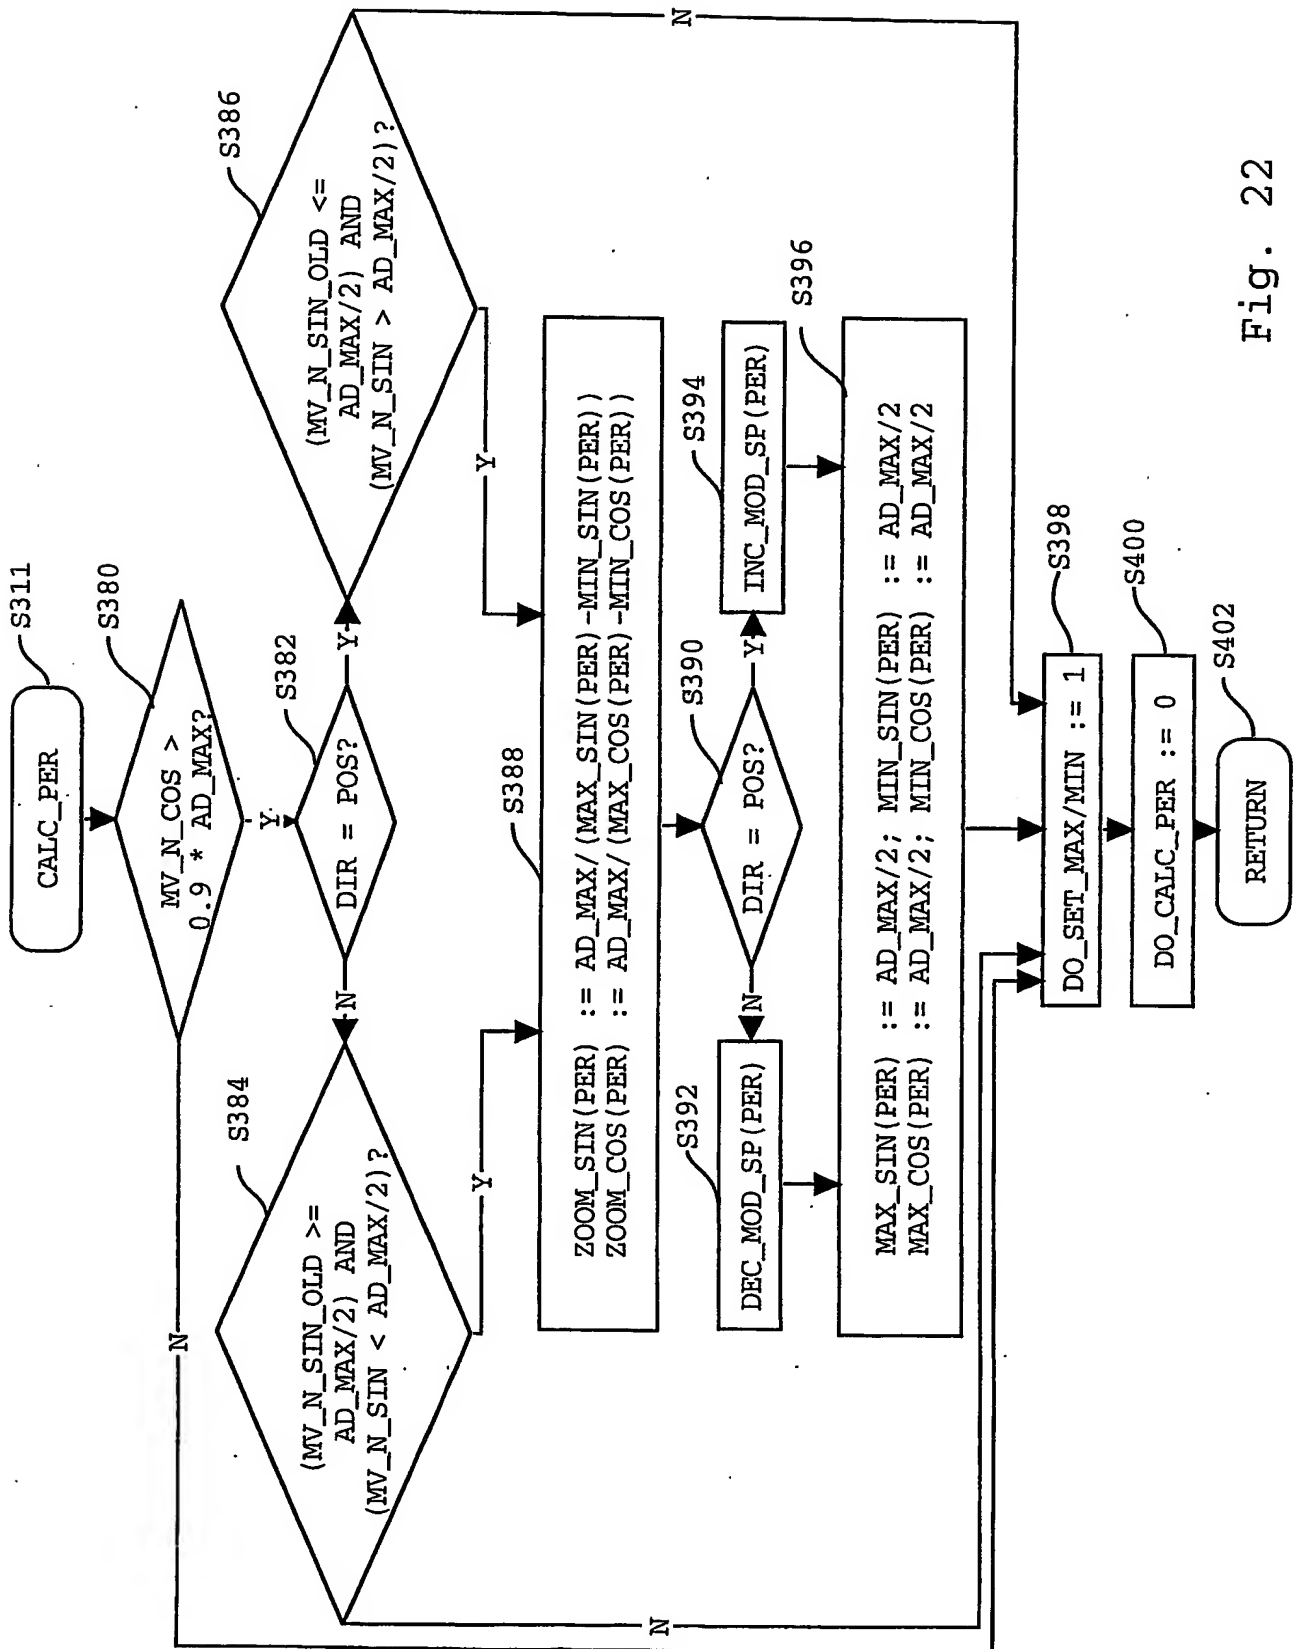 CALC_PER
S311
MV_N_COS >
0.9 * AD_MAX?
S380
N
Y
DIR = POS?
S382
N
Y
(MV_N_SIN_OLD >=
AD_MAX/2) AND
(MV_N_SIN < AD_MAX/2)?
S384
(MV_N_SIN_OLD <=
AD_MAX/2) AND
(MV_N_SIN > AD_MAX/2)?
S386
N
Y
Y
N
ZOOM_SIN(PER) := AD_MAX/(MAX_SIN(PER)-MIN_SIN(PER))
ZOOM_COS(PER) := AD_MAX/(MAX_COS(PER)-MIN_COS(PER))
S388
DIR = POS?
S390
N
Y
DEC_MOD_SP(PER)
S392
INC_MOD_SP(PER)
S394
MAX_SIN(PER) := AD_MAX/2; MIN_SIN(PER) := AD_MAX/2
MAX_COS(PER) := AD_MAX/2; MIN_COS(PER) := AD_MAX/2
S396
DO_SET_MAX/MIN := 1
S398
DO_CALC_PER := 0
S400
RETURN
S402
Fig. 22